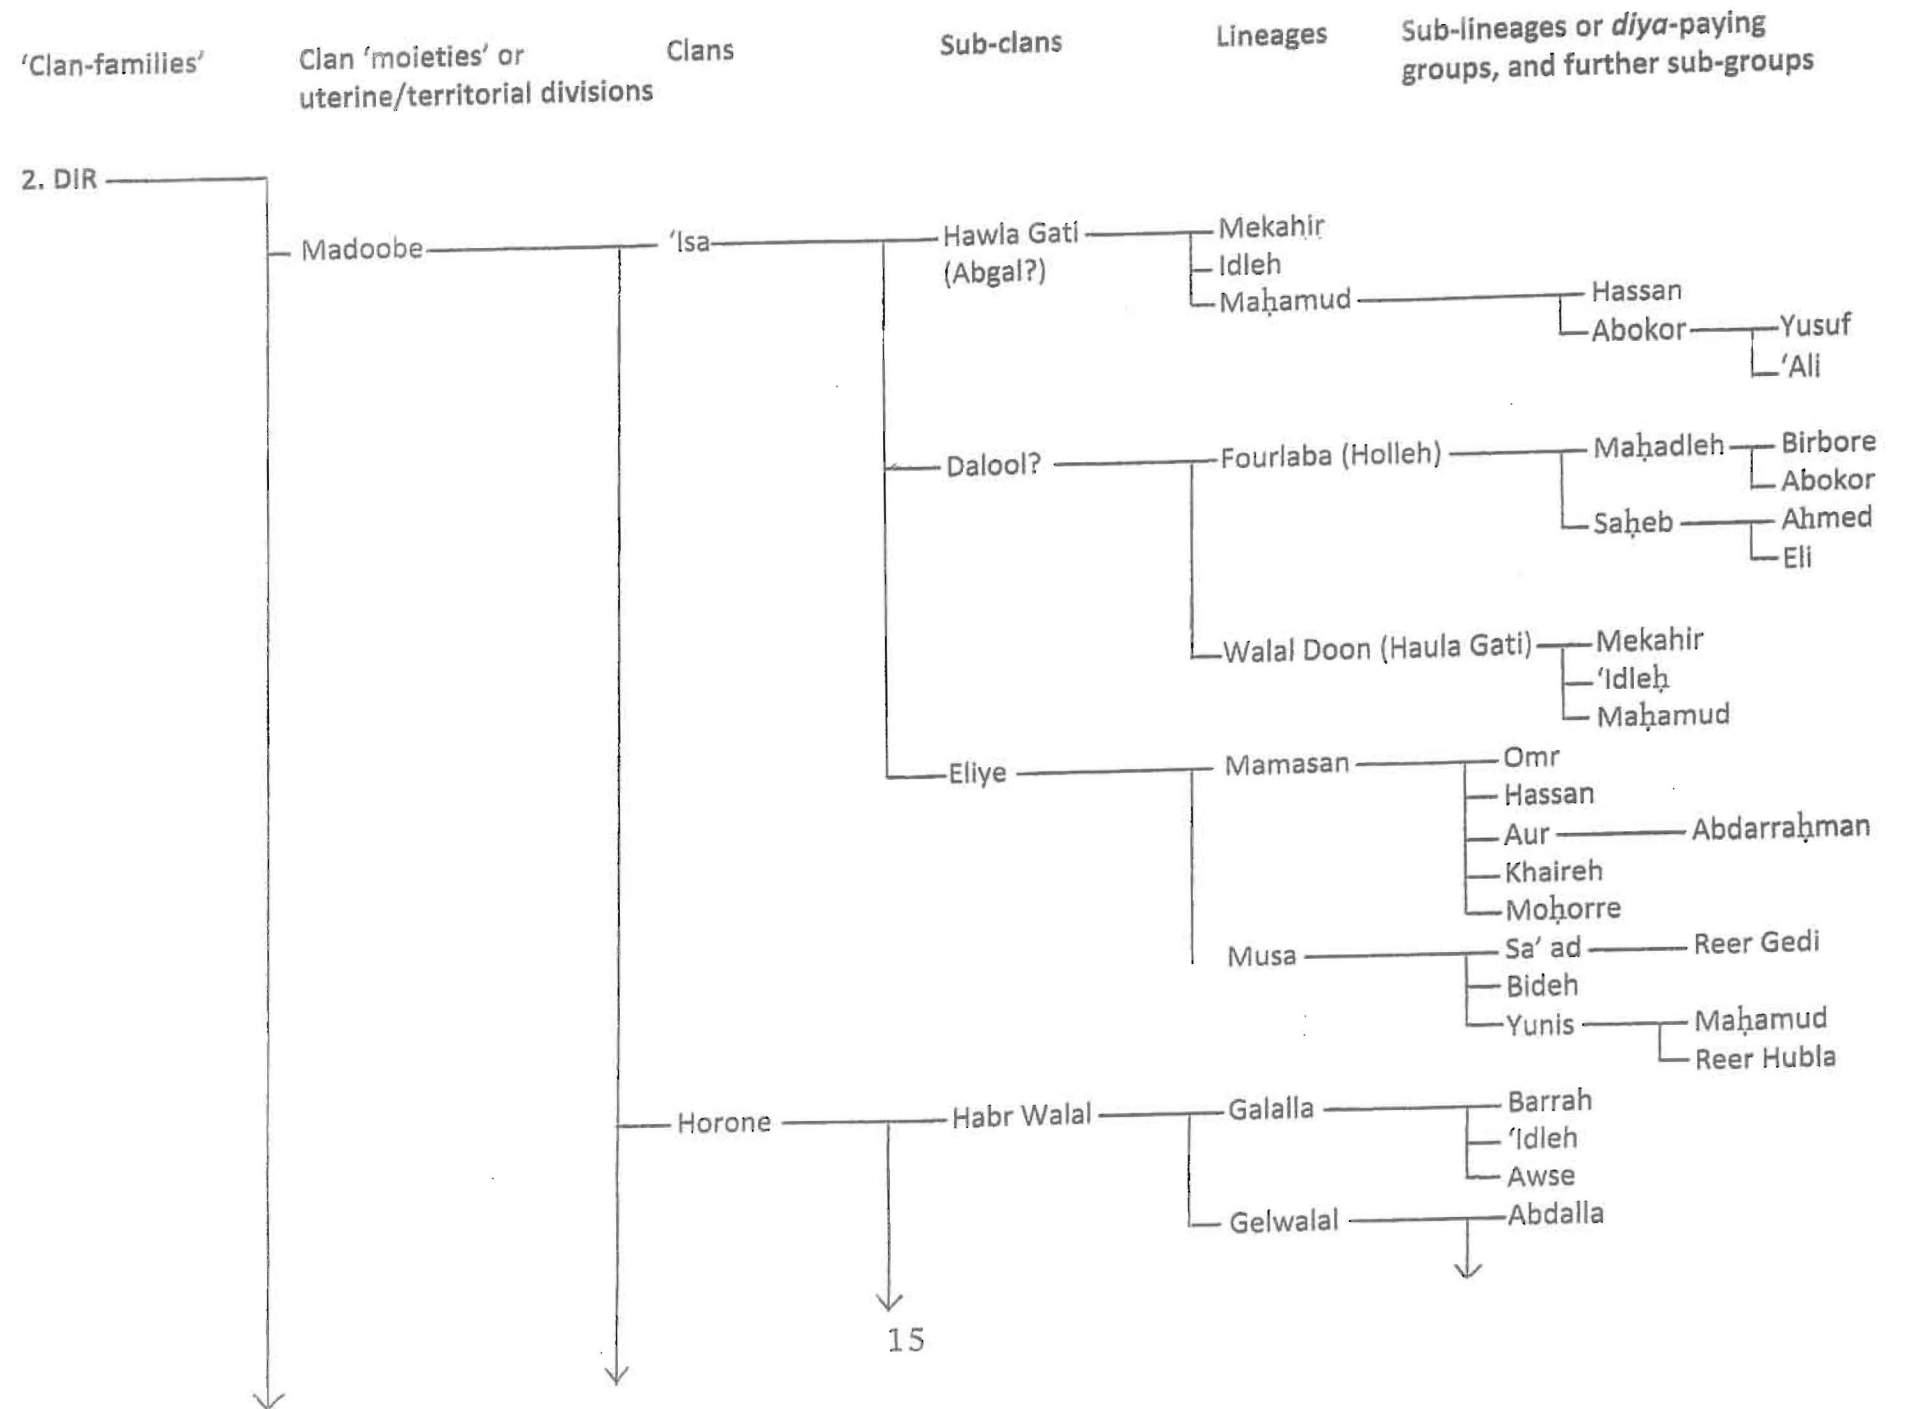 'Clan-families'
Clan 'moieties' or
uterine/territorial divisions
Clans
Sub-clans
Lineages
Sub-lineages or diya-paying
groups, and further sub-groups
2. DIR
Madoobe
'Isa
Hawla Gati
(Abgal?)
Mekahir
Idleh
Maḥamud
Hassan
Abokor
Yusuf
'Ali
Dalool?
Fourlaba (Holleh)
Maḥadleh
Birbore
Abokor
Saḥeb
Ahmed
Eli
Walal Doon (Haula Gati)
Mekahir
'Idleḥ
Maḥamud
Eliye
Mamasan
Omr
Hassan
Aur
Abdarraḥman
Khaireh
Moḥorre
Musa
Sa' ad
Reer Gedi
Bideh
Yunis
Maḥamud
Reer Hubla
Horone
Habr Walal
Galalla
Barrah
'Idleh
Awse
Gelwalal
Abdalla
15